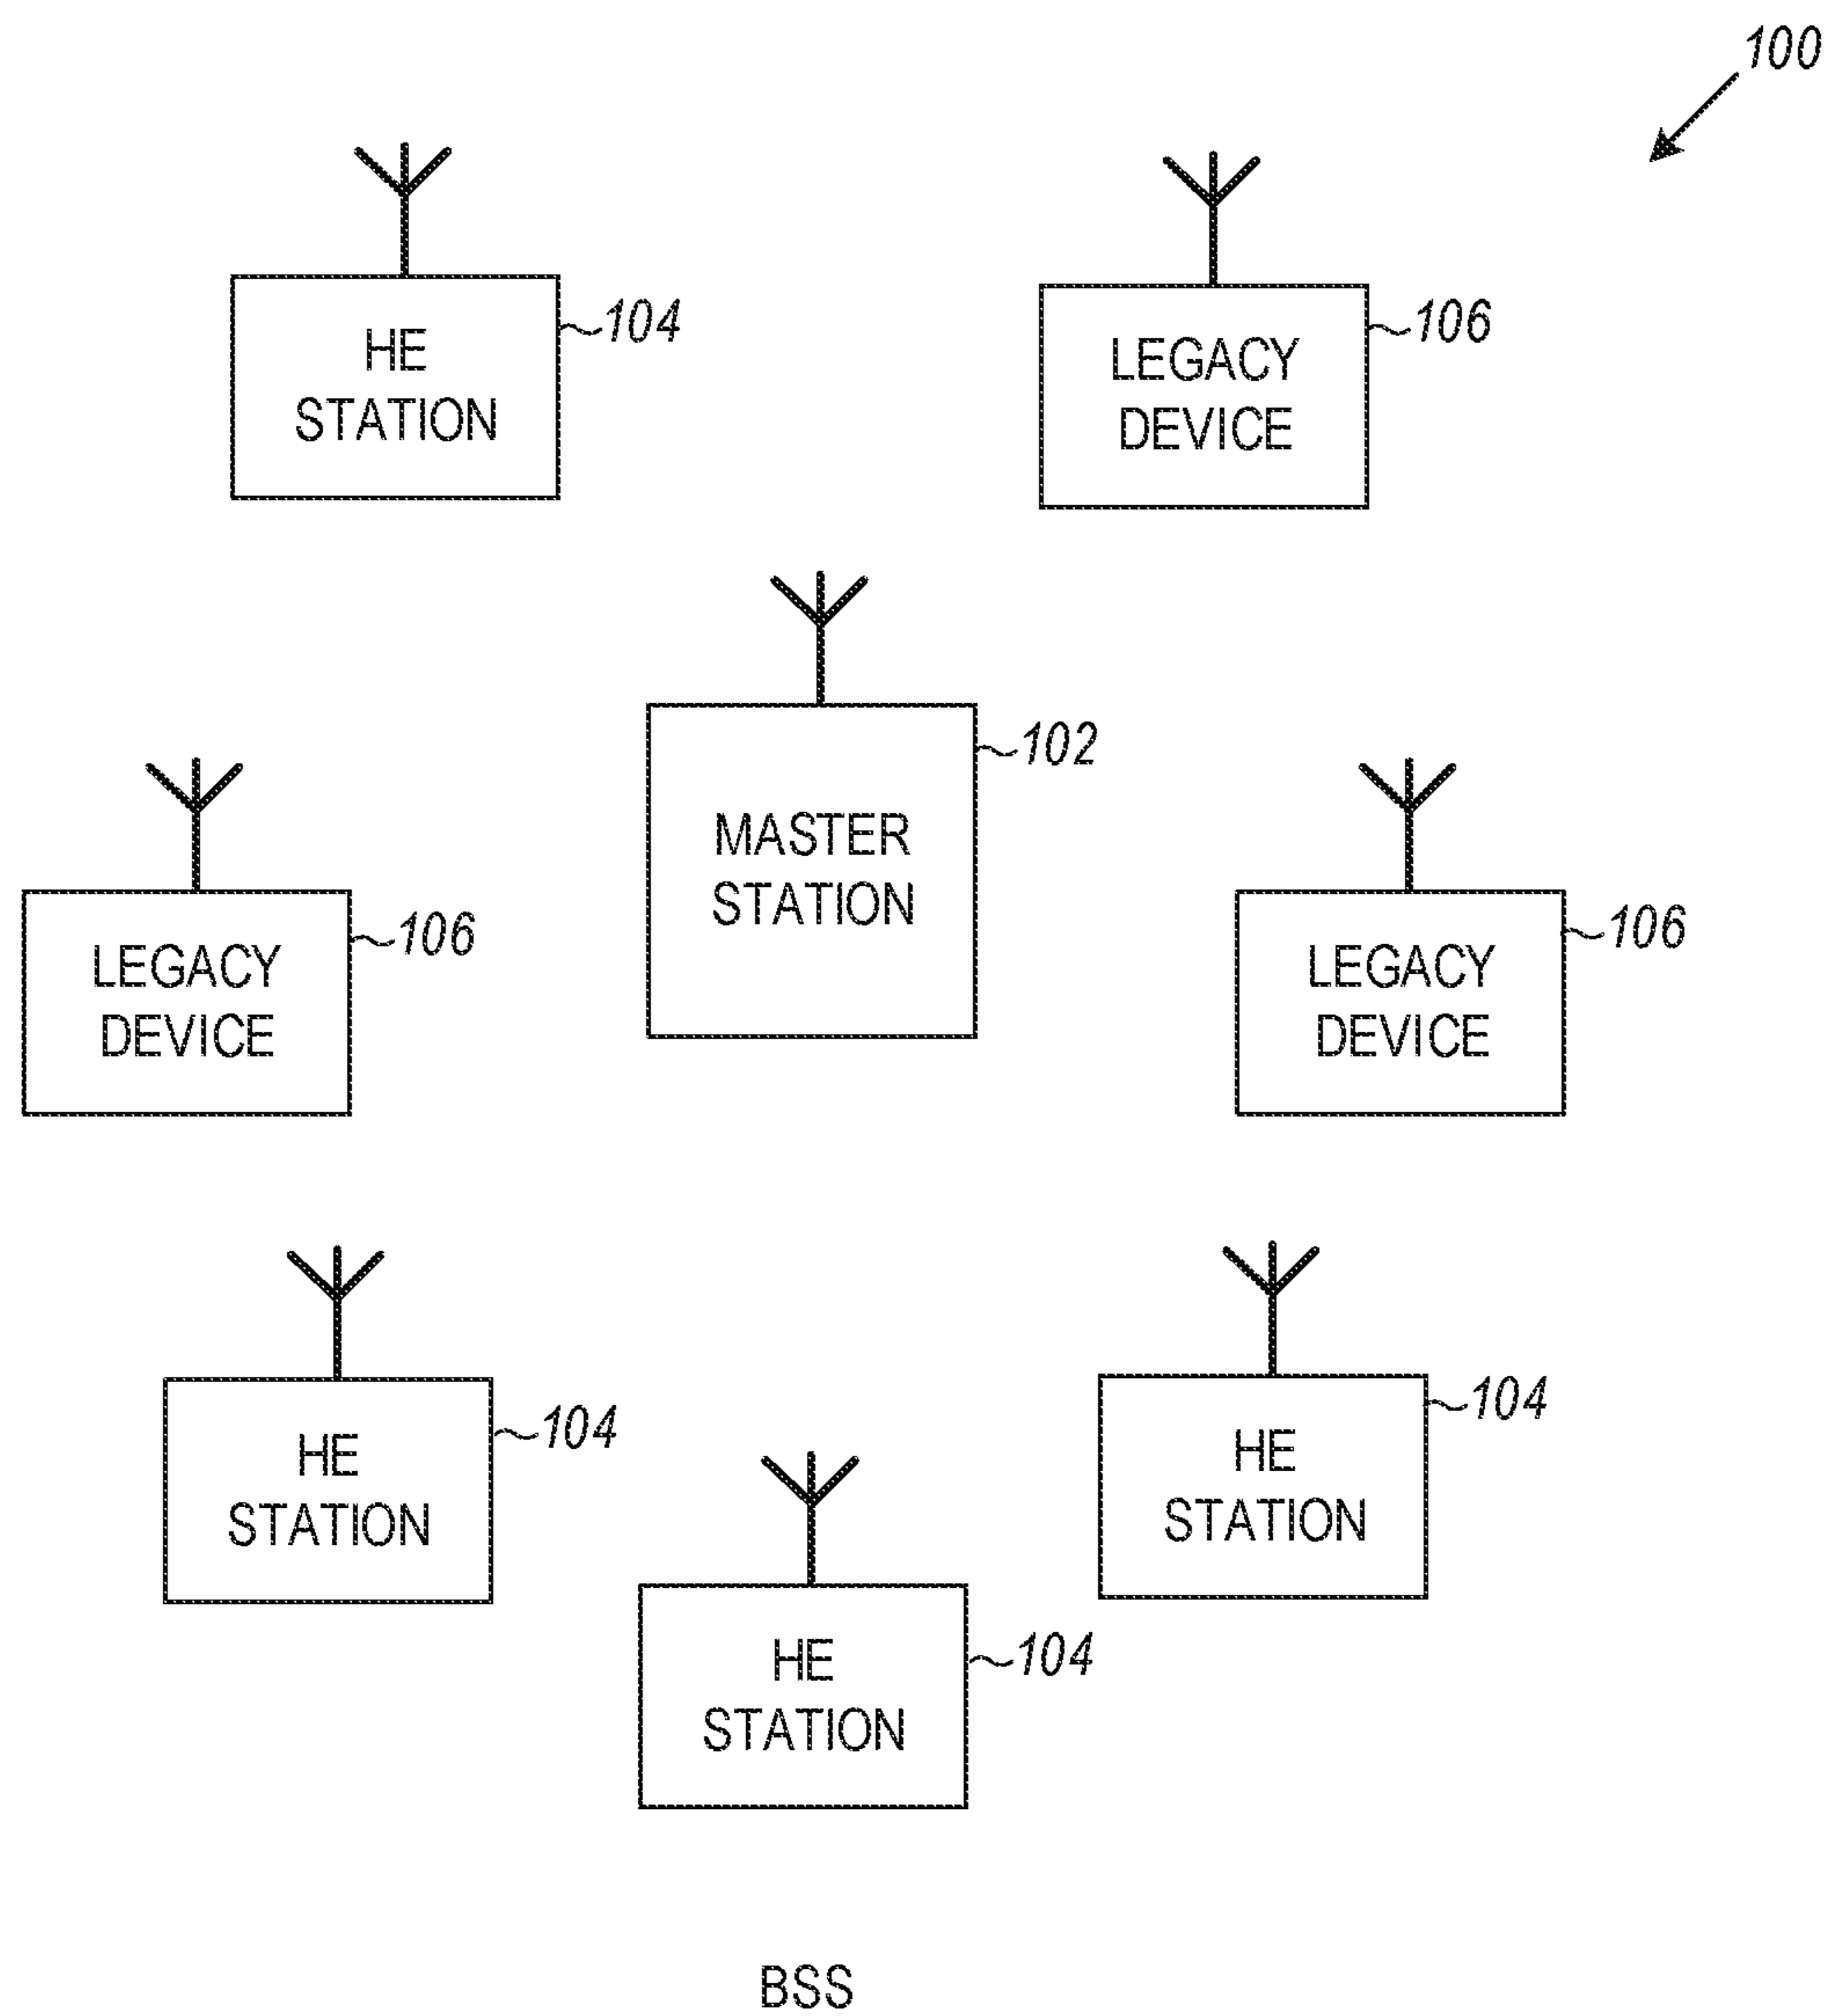 100
HE
STATION
104
LEGACY
DEVICE
106
MASTER
STATION
102
LEGACY
DEVICE
106
LEGACY
DEVICE
106
HE
STATION
104
HE
STATION
104
HE
STATION
104
BSS